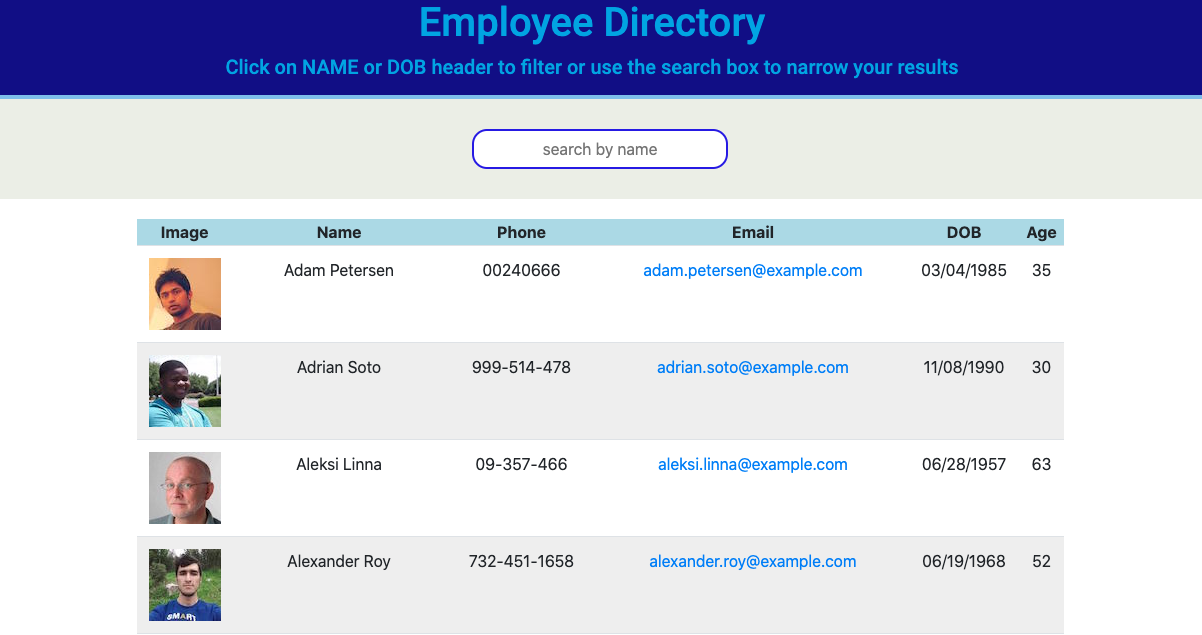 Employee Directory
Click on NAME or DOB header to filter or use the search box to narrow your results
search by name
Image Name Phone Email DOB Age
Adam Petersen 00240666 adam.petersen@example.com 03/04/1985 35
Adrian Soto 999-514-478 adrian.soto@example.com 11/08/1990 30
Aleksi Linna 09-357-466 aleksi.linna@example.com 06/28/1957 63
Alexander Roy 732-451-1658 alexander.roy@example.com 06/19/1968 52
SMART